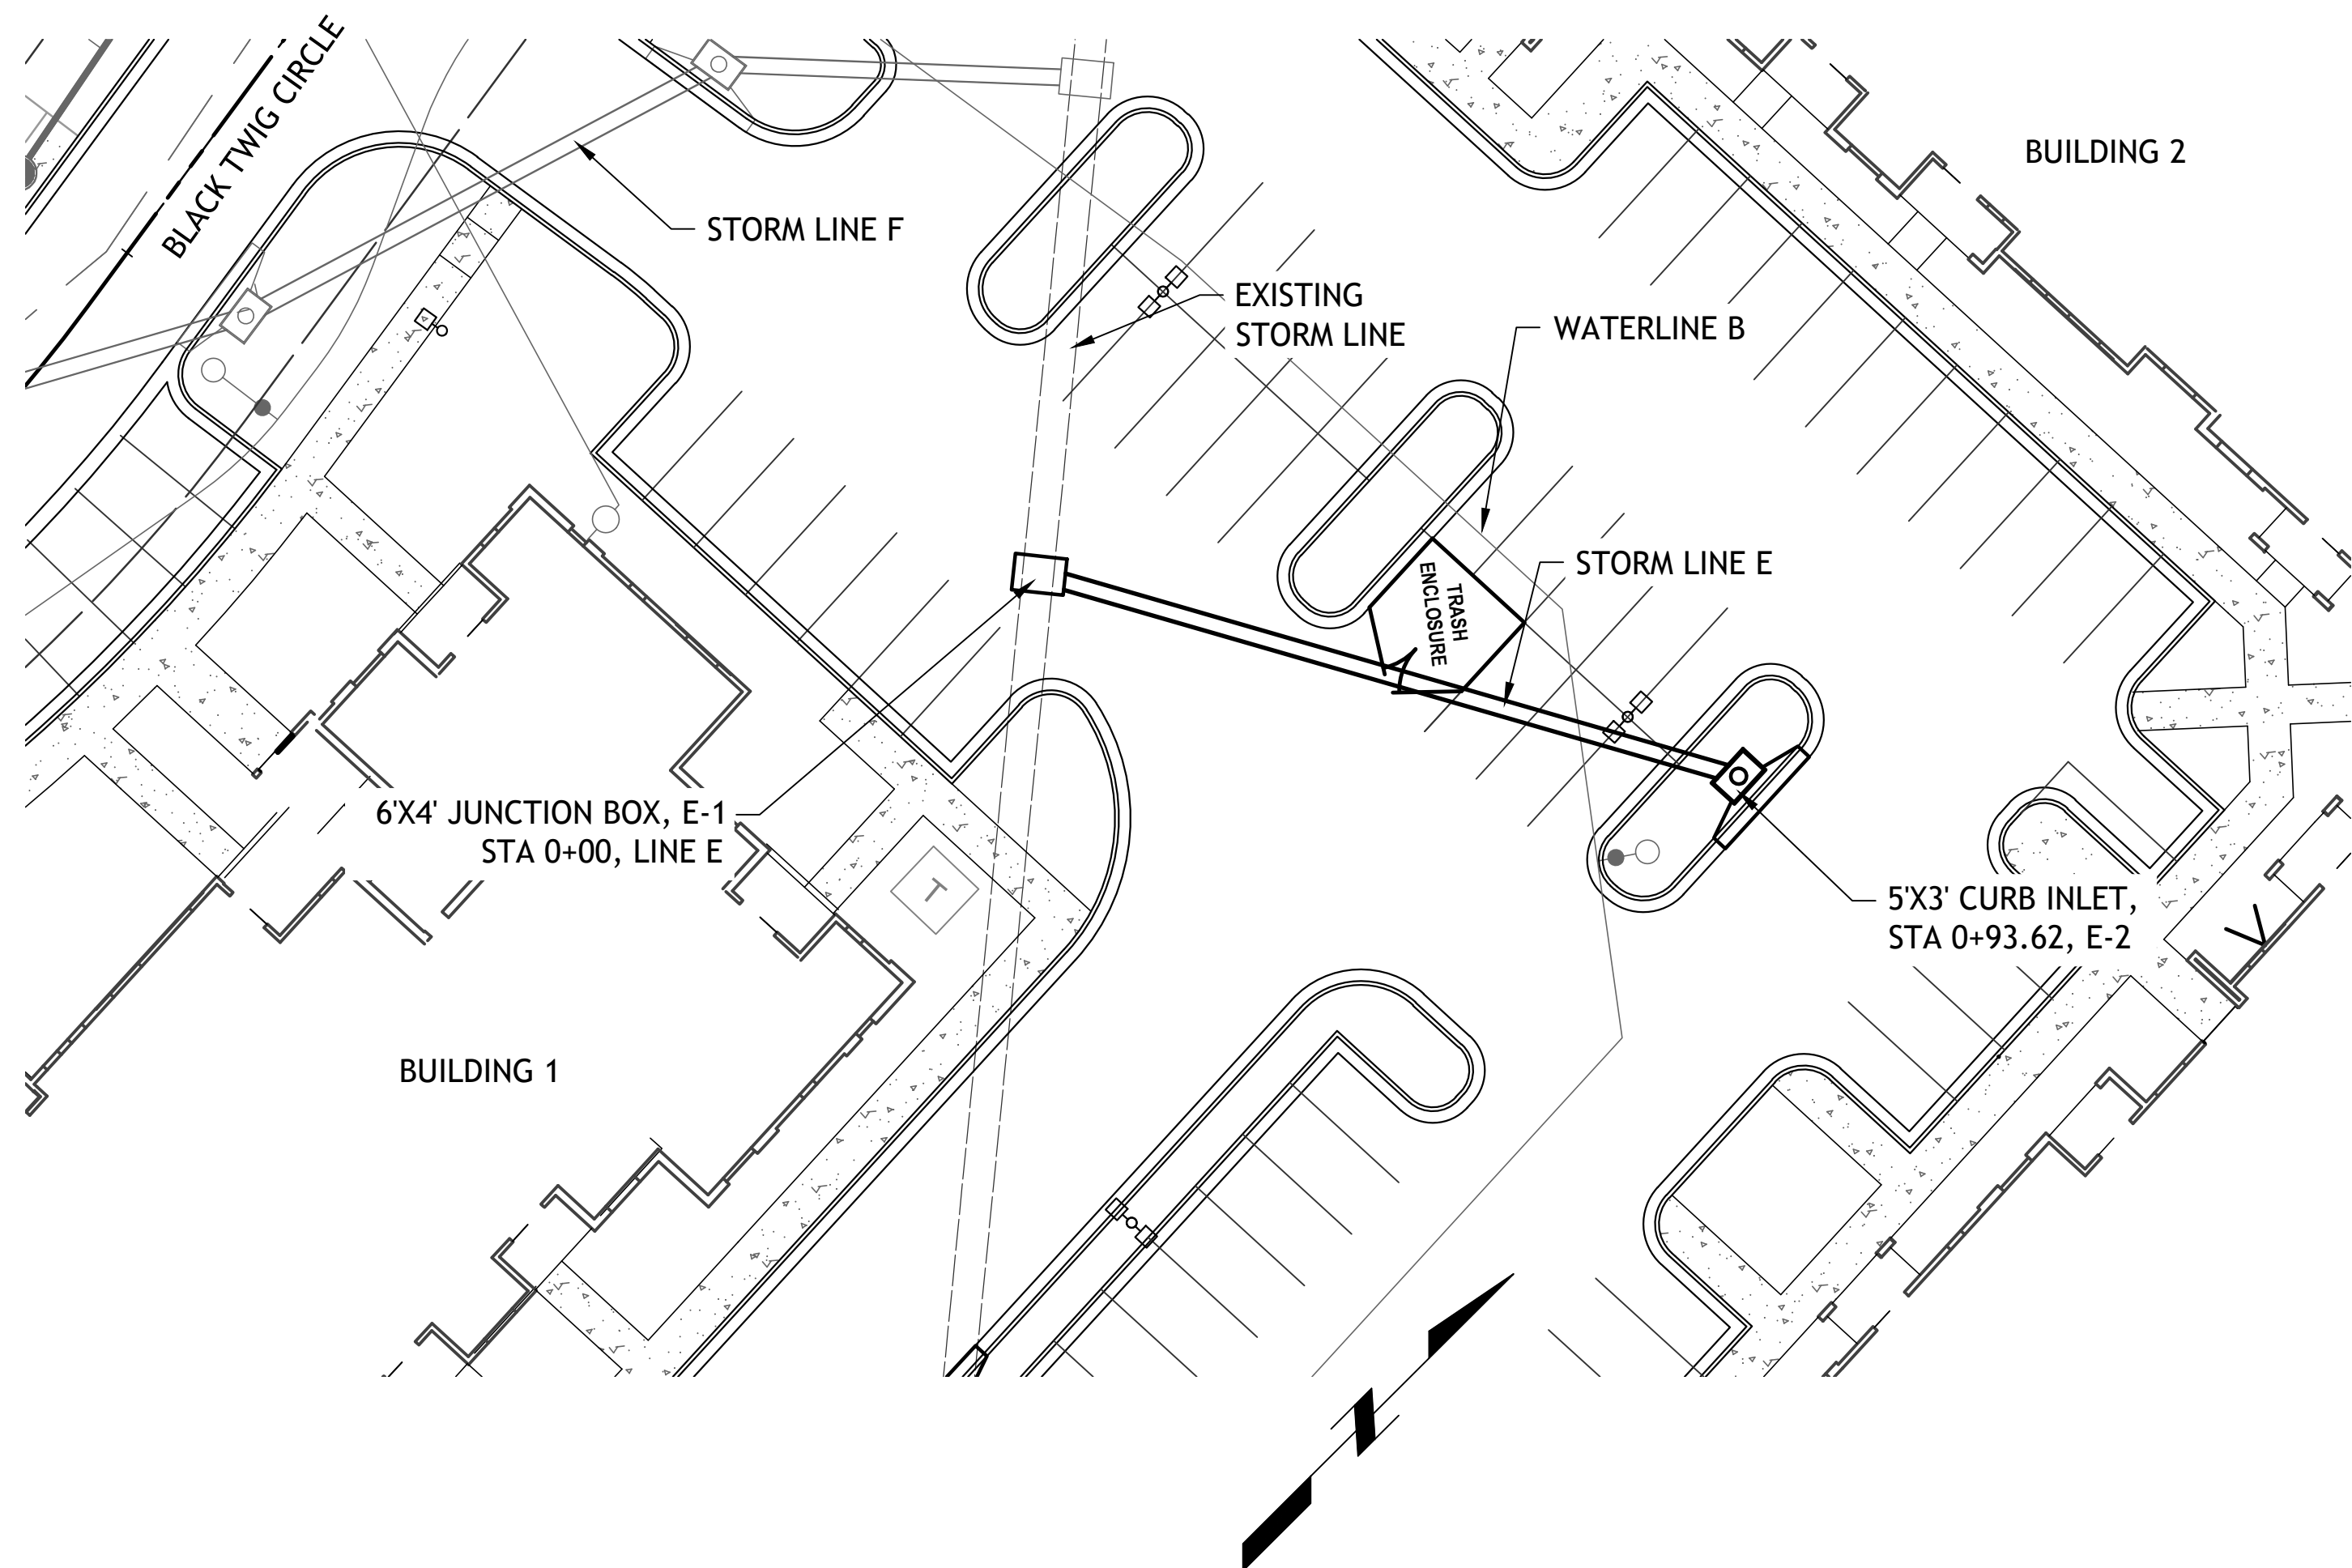 BLACK TWIG CIRCLE
BUILDING 2
STORM LINE F
EXISTING
STORM LINE
WATERLINE B
STORM LINE E
TRASH
ENCLOSURE
6'X4' JUNCTION BOX, E-1
STA 0+00, LINE E
T
5'X3' CURB INLET,
STA 0+93.62, E-2
BUILDING 1
N